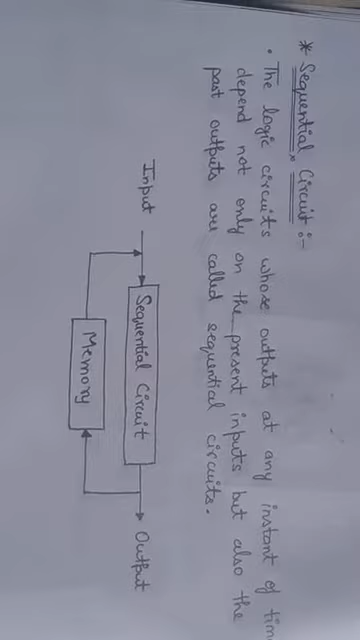 * Sequential Circuit :-
• The logic circuits whose outputs at any instant of tim
depend not only on the present inputs but also the
past outputs are called sequential circuits.
Input
Sequential Circuit
Output
Memory